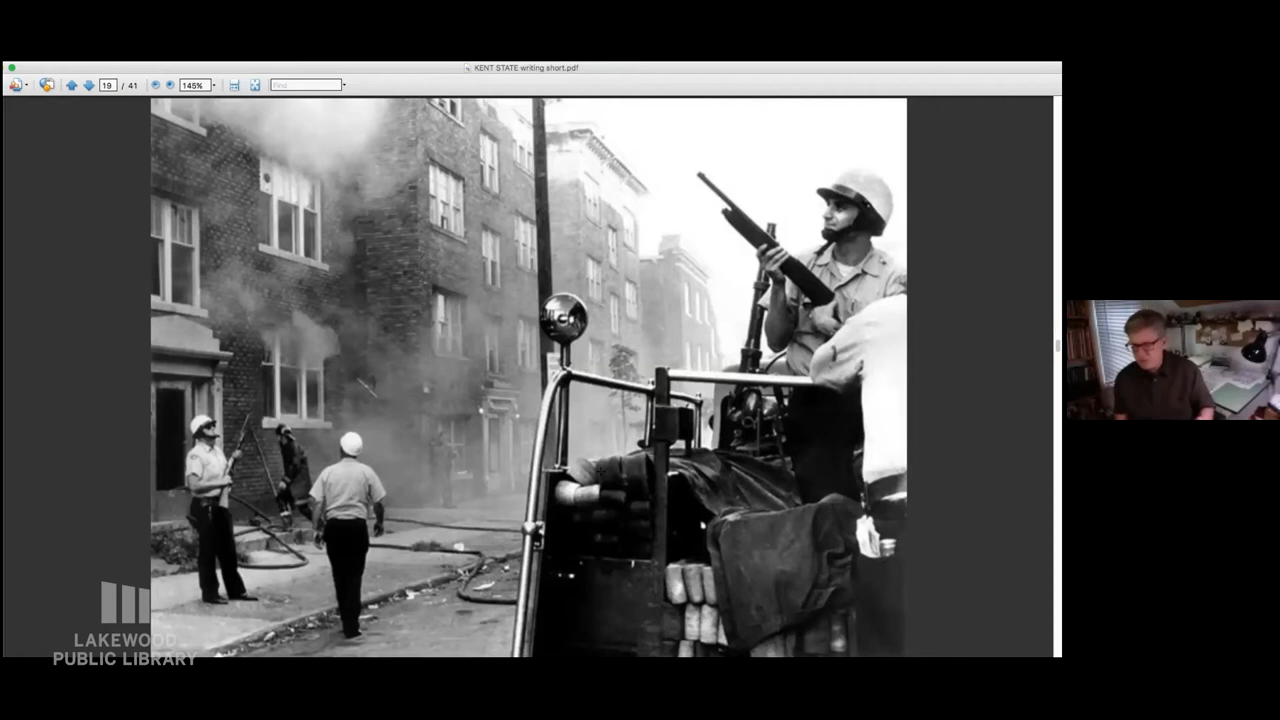 KENT STATE writing short.pdf
19 / 41 145% Find
LAKEWOOD
PUBLIC LIBRARY